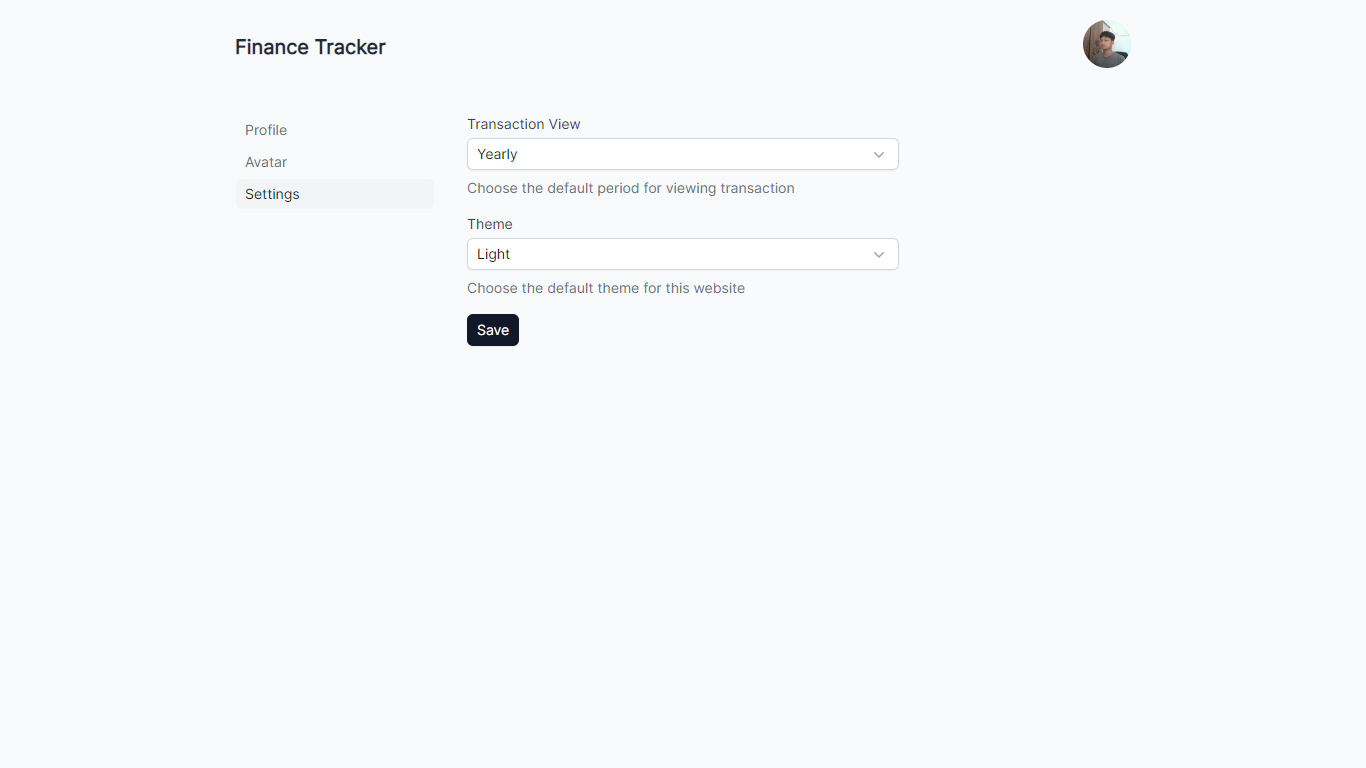 Finance Tracker
Profile
Avatar
Settings
Transaction View
Yearly
Choose the default period for viewing transaction
Theme
Light
Choose the default theme for this website
Save